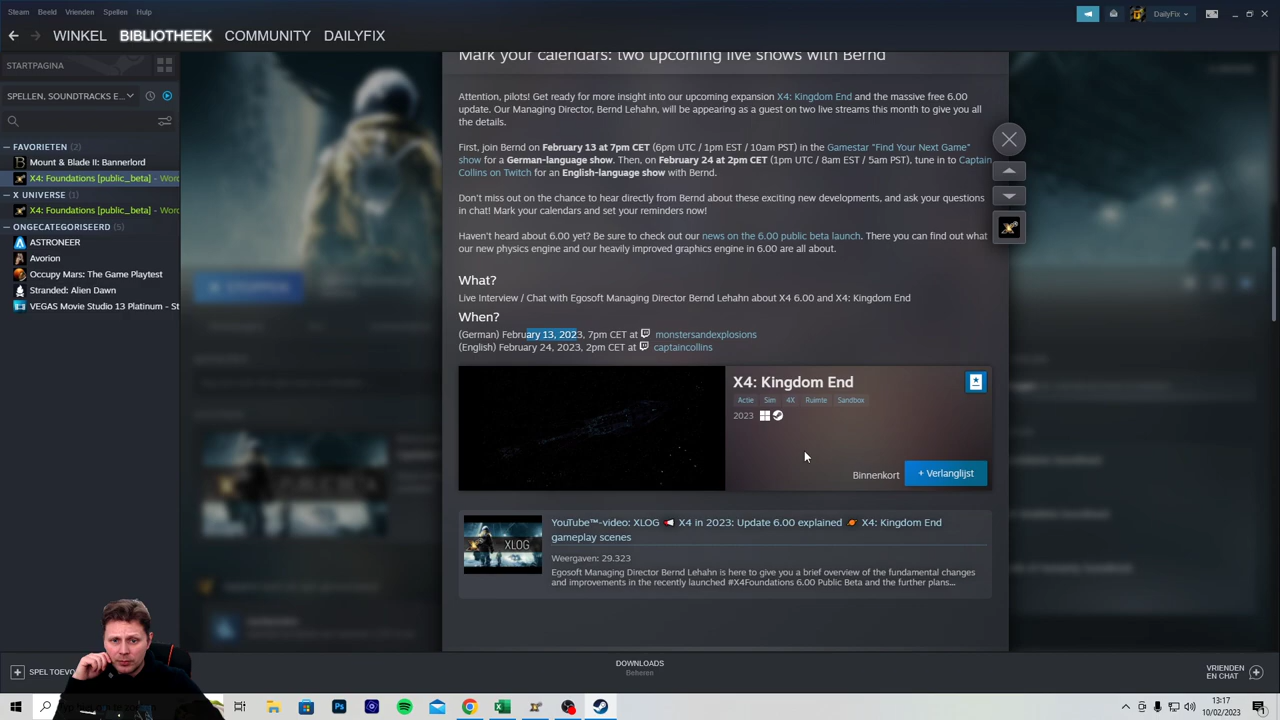 Steam Beeld Vrienden Spellen Help
DailyFix
WINKEL BIBLIOTHEEK COMMUNITY DAILYFIX
STARTPAGINA
SPELLEN, SOUNDTRACKS E...
FAVORIETEN (2)
Mount & Blade II: Bannerlord
X4: Foundations [public_beta] - Word
X UNIVERSE (1)
X4: Foundations [public_beta] - Word
ONGECATEGORISEERD (5)
ASTRONEER
Avorion
Occupy Mars: The Game Playtest
Stranded: Alien Dawn
VEGAS Movie Studio 13 Platinum - St
Mark your calendars: two upcoming live shows with Bernd
Attention, pilots! Get ready for more insight into our upcoming expansion X4: Kingdom End and the massive free 6.00
update. Our Managing Director, Bernd Lehahn, will be appearing as a guest on two live streams this month to give you all
the details.
First, join Bernd on February 13 at 7pm CET (6pm UTC / 1pm EST / 10am PST) in the Gamestar "Find Your Next Game"
show for a German-language show. Then, on February 24 at 2pm CET (1pm UTC / 8am EST / 5am PST), tune in to Captain
Collins on Twitch for an English-language show with Bernd.
Don't miss out on the chance to hear directly from Bernd about these exciting new developments, and ask your questions
in chat! Mark your calendars and set your reminders now!
Haven't heard about 6.00 yet? Be sure to check out our news on the 6.00 public beta launch. There you can find out what
our new physics engine and our heavily improved graphics engine in 6.00 are all about.
What?
Live Interview / Chat with Egosoft Managing Director Bernd Lehahn about X4 6.00 and X4: Kingdom End
When?
(German) February 13, 2023, 7pm CET at monstersandexplosions
(English) February 24, 2023, 2pm CET at captaincollins
X4: Kingdom End
Actie Sim 4X Ruimte Sandbox
2023
Binnenkort + Verlanglijst
YouTube™-video: XLOG X4 in 2023: Update 6.00 explained X4: Kingdom End
gameplay scenes
XLOG
Weergaven: 29.323
Egosoft Managing Director Bernd Lehahn is here to give you a brief overview of the fundamental changes
and improvements in the recently launched #X4Foundations 6.00 Public Beta and the further plans...
STOPPEN
SPEL TOEVO
DOWNLOADS
Beheren
VRIENDEN
EN CHAT
13:17
10/02/2023